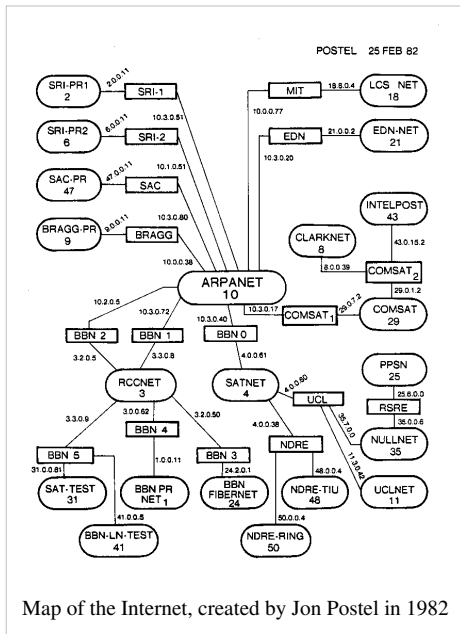 POSTEL 25 FEB 82
SRI-PR1
2
2.0.0.11
SRI-1
10.3.0.51
MIT
10.0.0.77
18.8.0.4
LCS NET
18
SRI-PR2
6
6.0.0.11
SRI-2
10.1.0.51
EDN
10.3.0.20
21.0.0.2
EDN-NET
21
SAC-PR
47
47.0.0.11
SAC
10.3.0.80
BRAGG-PR
9
9.0.0.11
BRAGG
10.0.0.38
INTELPOST
43
43.0.15.2
CLARKNET
8
8.0.0.39
COMSAT 2
29.0.1.2
ARPANET
10
10.3.0.17
COMSAT 1
29.0.7.2
COMSAT
29
10.2.0.5
10.3.0.72
10.3.0.40
BBN 2
BBN 1
BBN 0
3.2.0.5
3.3.0.8
4.0.0.61
RCCNET
3
SATNET
4
4.0.0.60
UCL
PPSN
25
25.6.0.0
RSRE
35.0.0.6
35.7.0.0
NULLNET
35
11.3.0.42
UCLNET
11
3.3.0.9
3.0.0.62
3.2.0.50
4.0.0.38
BBN 5
BBN 4
BBN 3
NDRE
31.0.0.81
1.0.0.11
24.2.0.1
48.0.0.4
SAT-TEST
31
BBN PR
NET 1
BBN
FIBERNET
24
NDRE-TIU
48
41.0.0.5
BBN-LN-TEST
41
50.0.0.4
NDRE-RING
50
Map of the Internet, created by Jon Postel in 1982